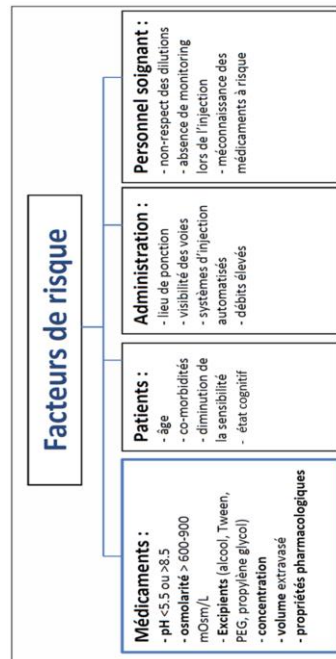 Facteurs de risque
Médicaments :
- pH <5.5 ou >8.5
- osmolarité > 600-900
mOsm/L
- Excipients (alcool, Tween,
PEG, propylène glycol)
- concentration
- volume extravasé
- propriétés pharmacologiques
Patients :
- âge
- co-morbidités
- diminution de
la sensibilité
- état cognitif
Administration :
- lieu de ponction
- visibilité des voies
- systèmes d'injection
automatisés
- débits élevés
Personnel soignant :
- non-respect des dilutions
- absence de monitoring
lors de l'injection
- méconnaissance des
médicaments à risque